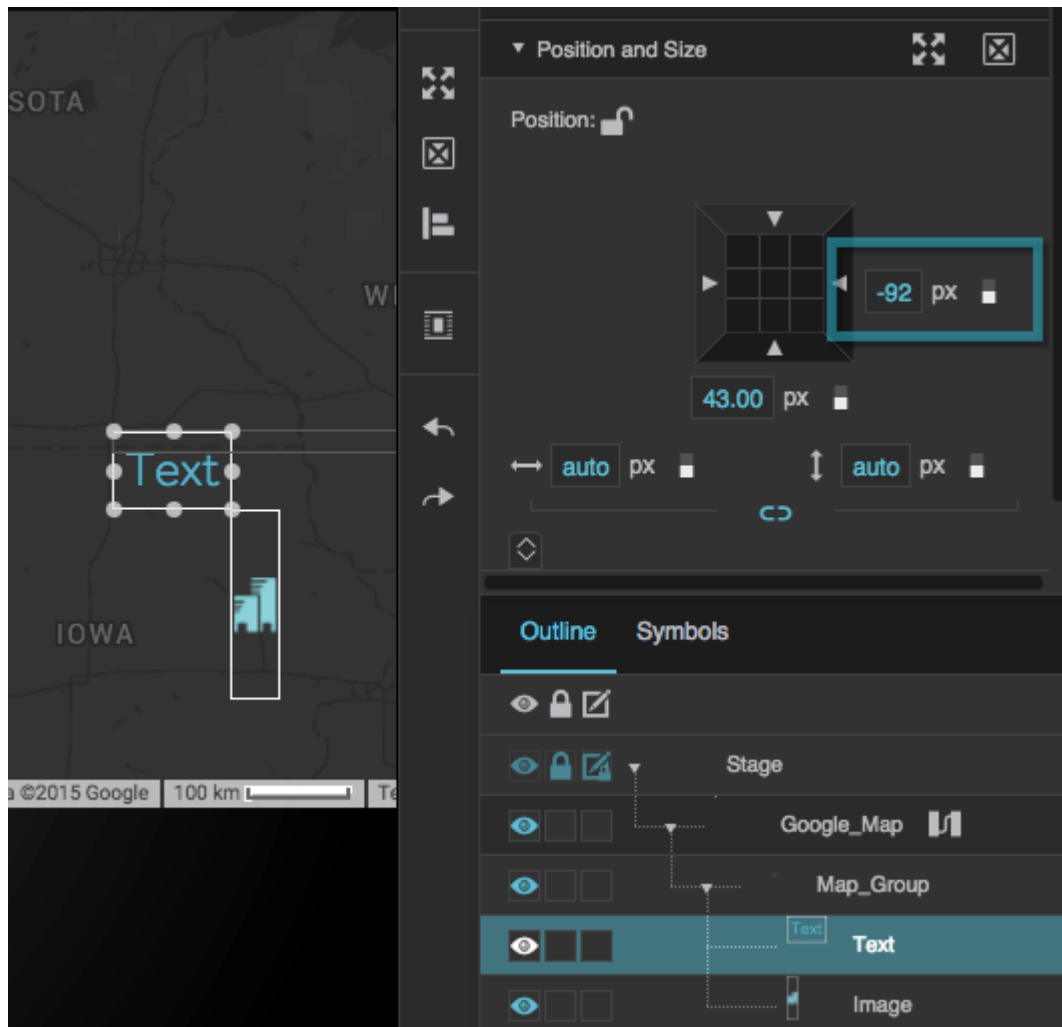 SOTA
WI
Text
IOWA
a ©2015 Google
100 km
Te
Position and Size
Position:
-92 px
43.00 px
auto px
auto px
Outline Symbols
Stage
Google_Map
Map_Group
Text Text
Image